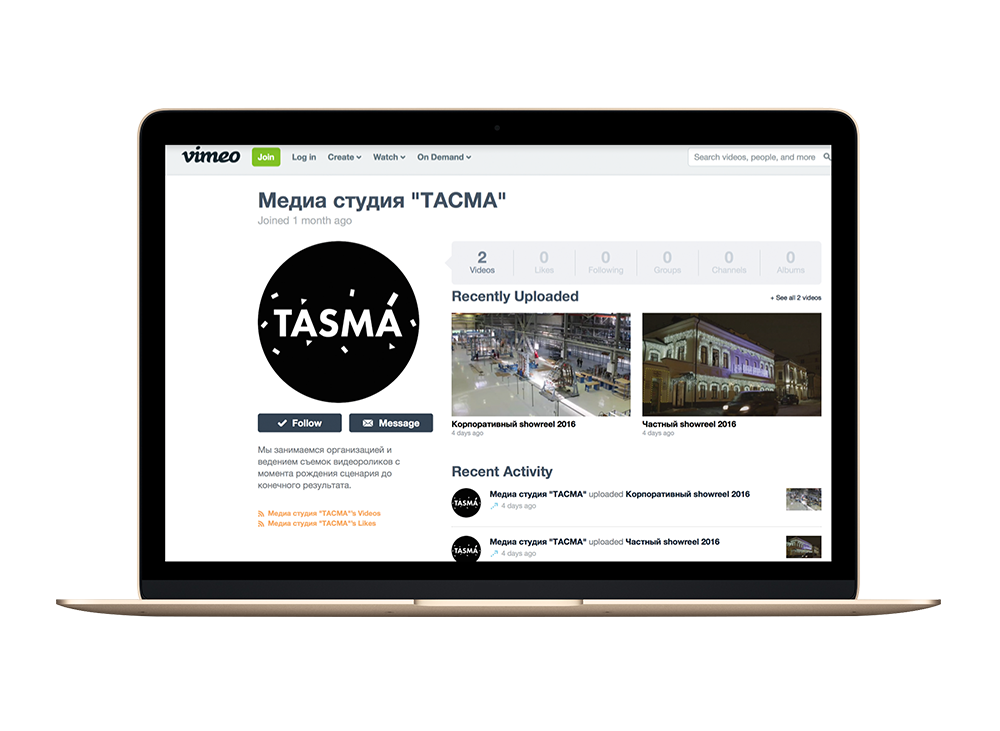 vimeo Join Log in Create Watch On Demand Search videos, people, and more
Медиа студия "ТАСМА"
Joined 1 month ago
TASMA
2 0 0 0 0 0
Videos Likes Following Groups Channels Albums
Recently Uploaded + See all 2 videos
Корпоративный showreel 2016 Частный showreel 2016
4 days ago 4 days ago
Follow Message
Мы занимаемся организацией и
ведением съемок видеороликов с
момента рождения сценария до
конечного результата.
Медиа студия "ТАСМА"'s Videos
Медиа студия "ТАСМА"'s Likes
Recent Activity
TASMA
Медиа студия "ТАСМА" uploaded Корпоративный showreel 2016
4 days ago
TASMA
Медиа студия "ТАСМА" uploaded Частный showreel 2016
4 days ago